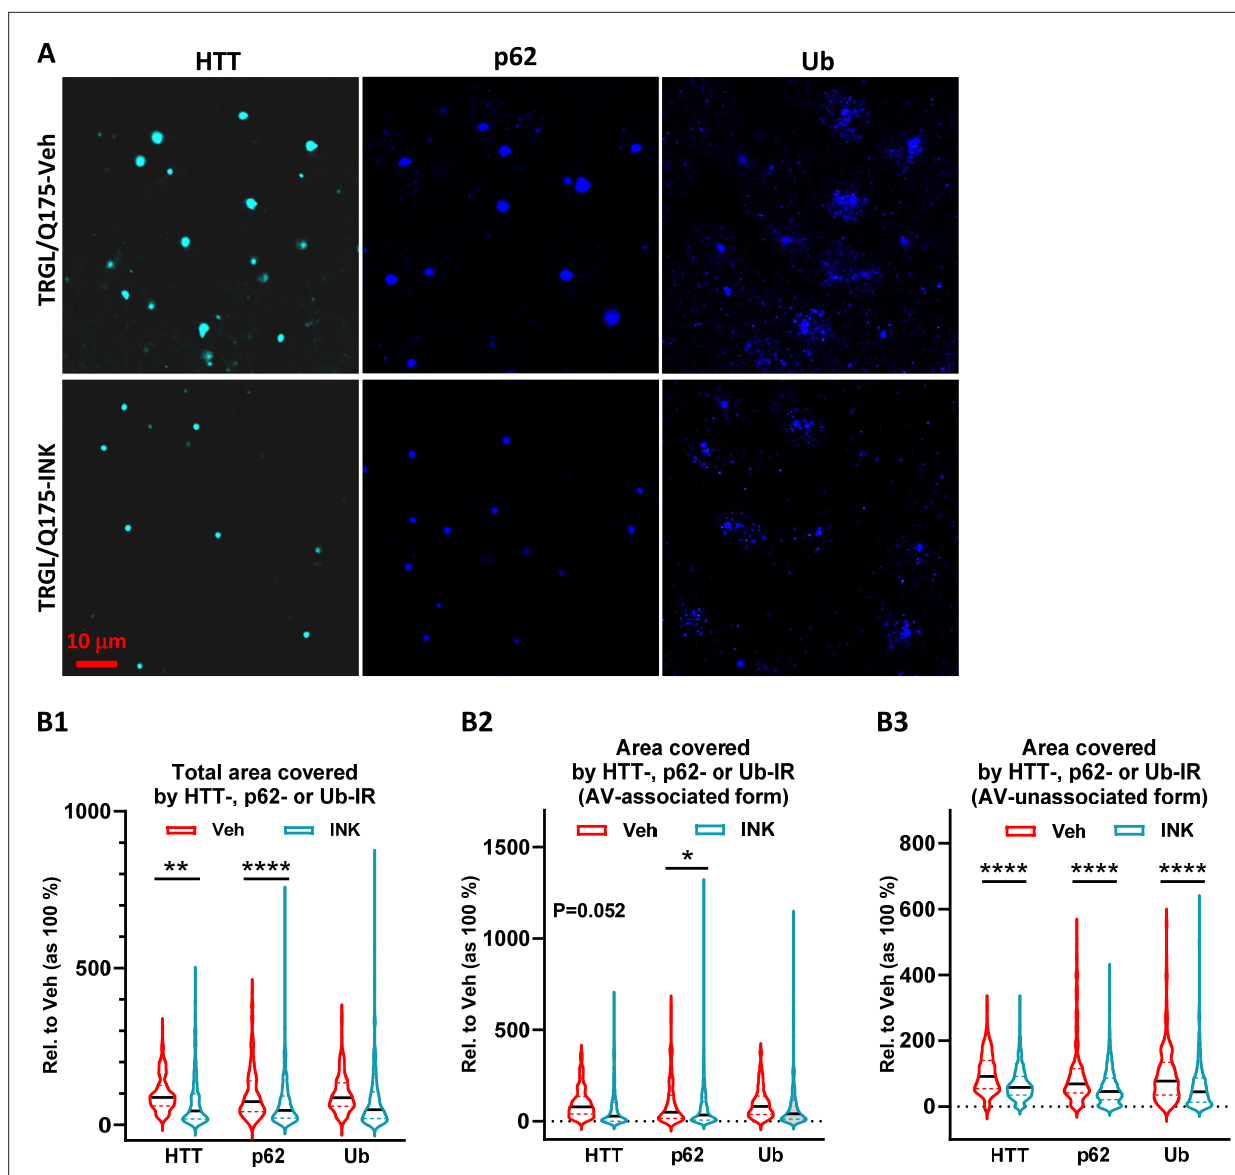 A
HTT
p62
Ub
TRGL/Q175-Veh
TRGL/Q175-INK
10 µm
B1
Total area covered
by HTT-, p62- or Ub-IR
Veh
INK
Rel. to Veh (as 100 %)
1000
500
0
**
****
HTT
p62
Ub
B2
Area covered
by HTT-, p62- or Ub-IR
(AV-associated form)
Veh
INK
Rel. to Veh (as 100 %)
1500
1000
500
0
*
P=0.052
HTT
p62
Ub
B3
Area covered
by HTT-, p62- or Ub-IR
(AV-unassociated form)
Veh
INK
Rel. to Veh (as 100 %)
800
600
400
200
0
****
****
****
HTT
p62
Ub